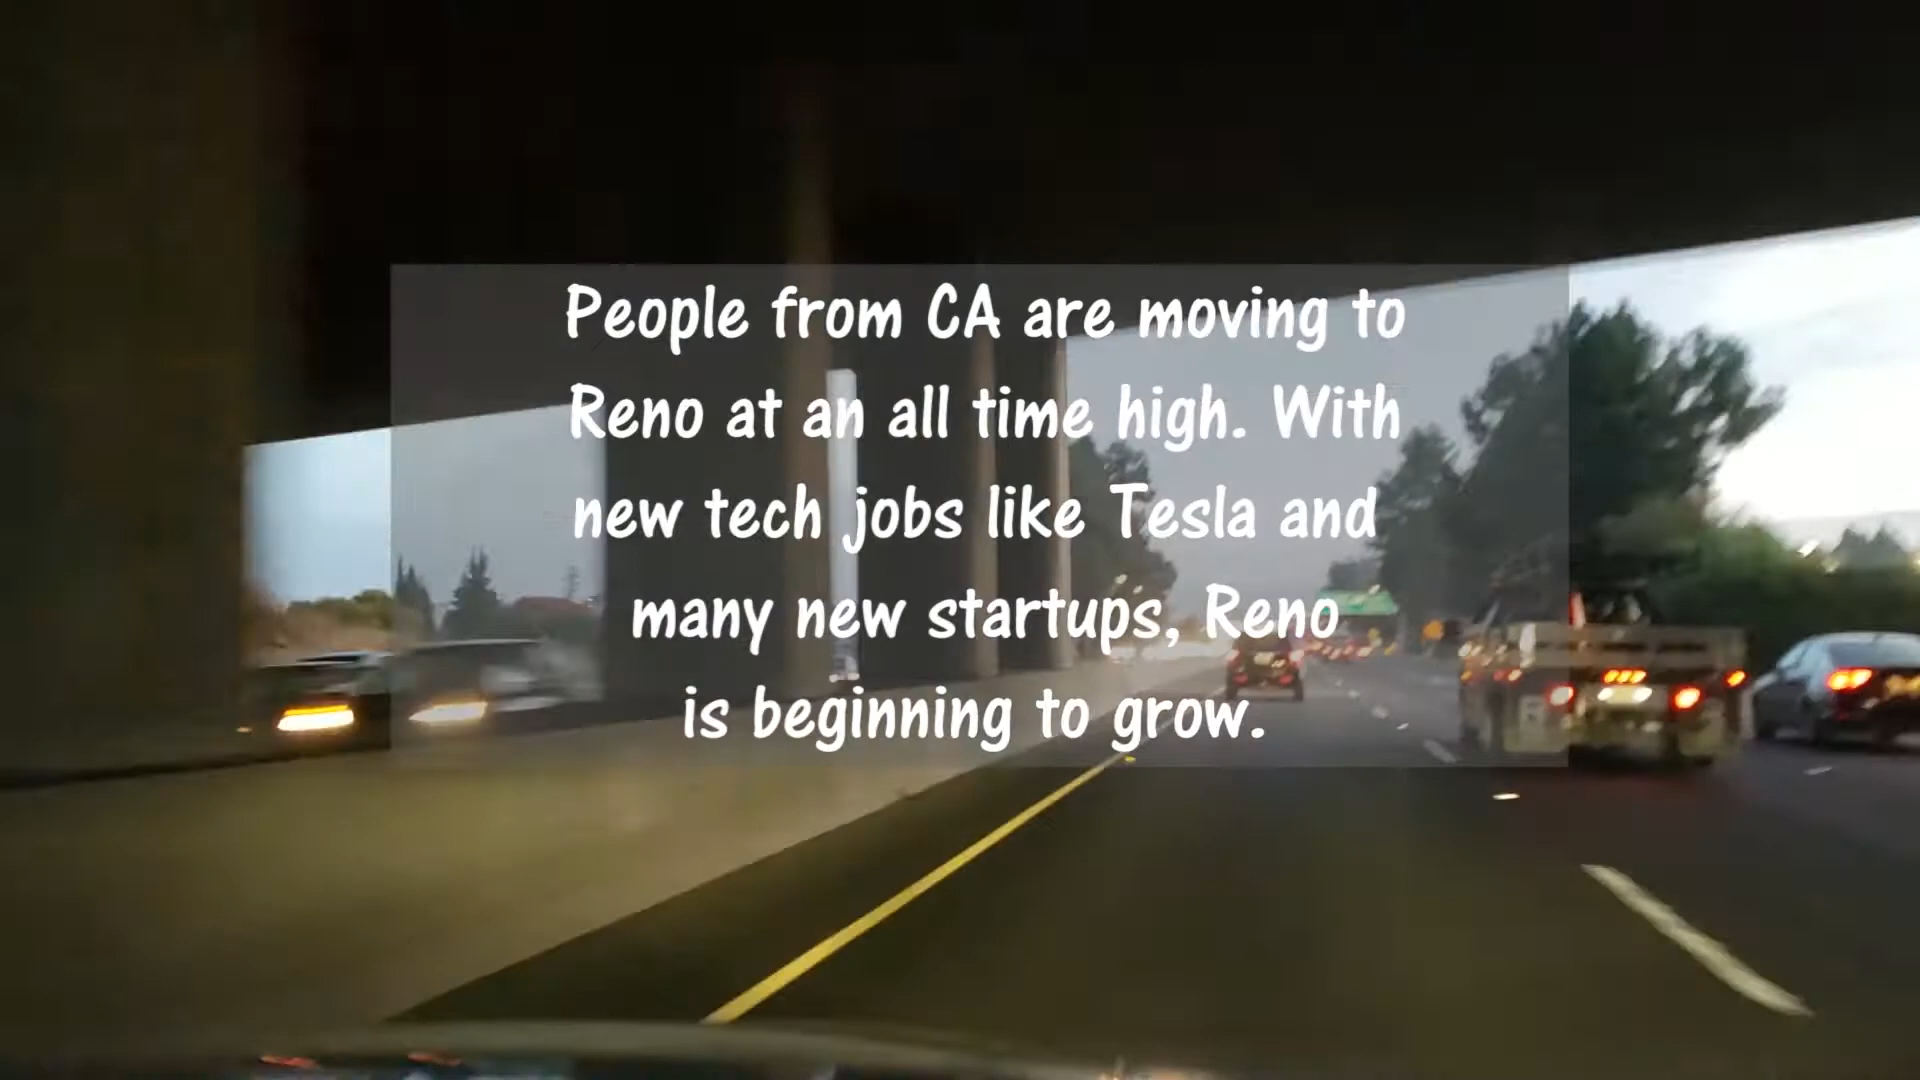 People from CA are moving to
Reno at an all time high. With
new tech jobs like Tesla and
many new startups, Reno
is beginning to grow.